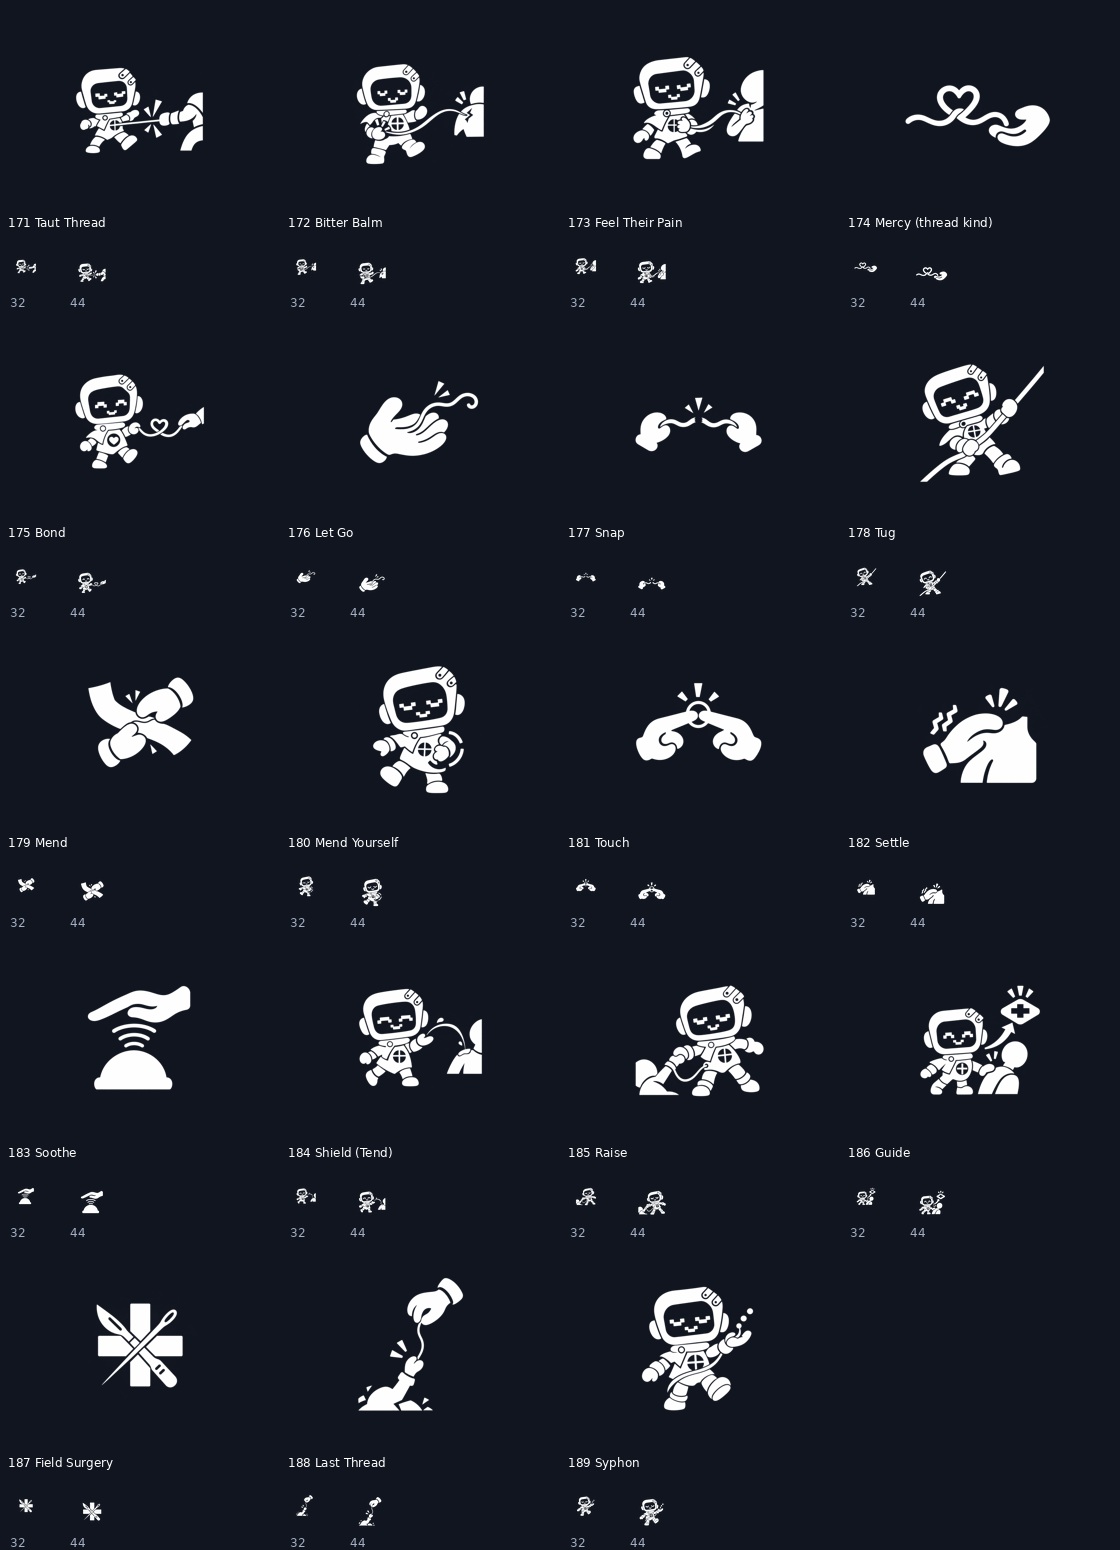 171 Taut Thread
172 Bitter Balm
173 Feel Their Pain
174 Mercy (thread kind)
32 44
32 44
32 44
32 44
175 Bond
176 Let Go
177 Snap
178 Tug
32 44
32 44
32 44
32 44
179 Mend
180 Mend Yourself
181 Touch
182 Settle
32 44
32 44
32 44
32 44
183 Soothe
184 Shield (Tend)
185 Raise
186 Guide
32 44
32 44
32 44
32 44
187 Field Surgery
188 Last Thread
189 Syphon
32 44
32 44
32 44